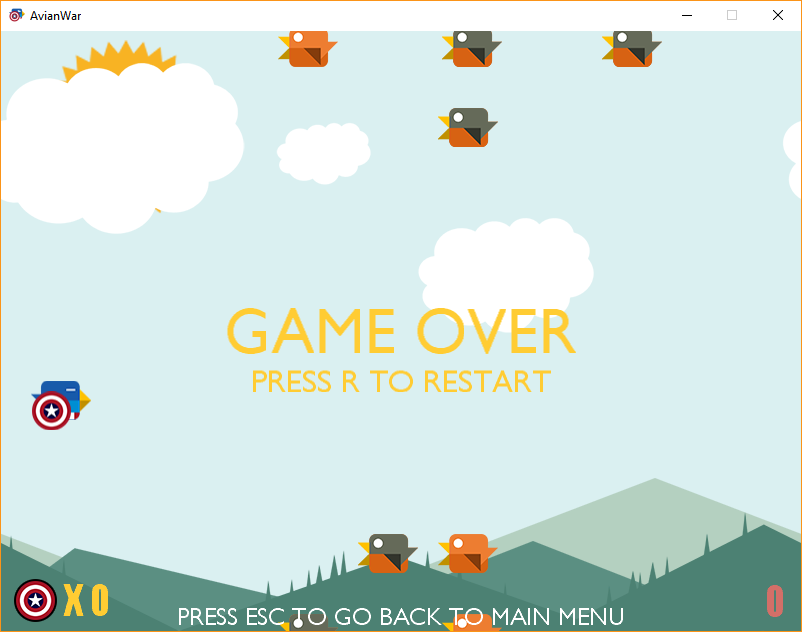 AvianWar
GAME OVER
PRESS R TO RESTART
X 0
0
PRESS ESC TO GO BACK TO MAIN MENU